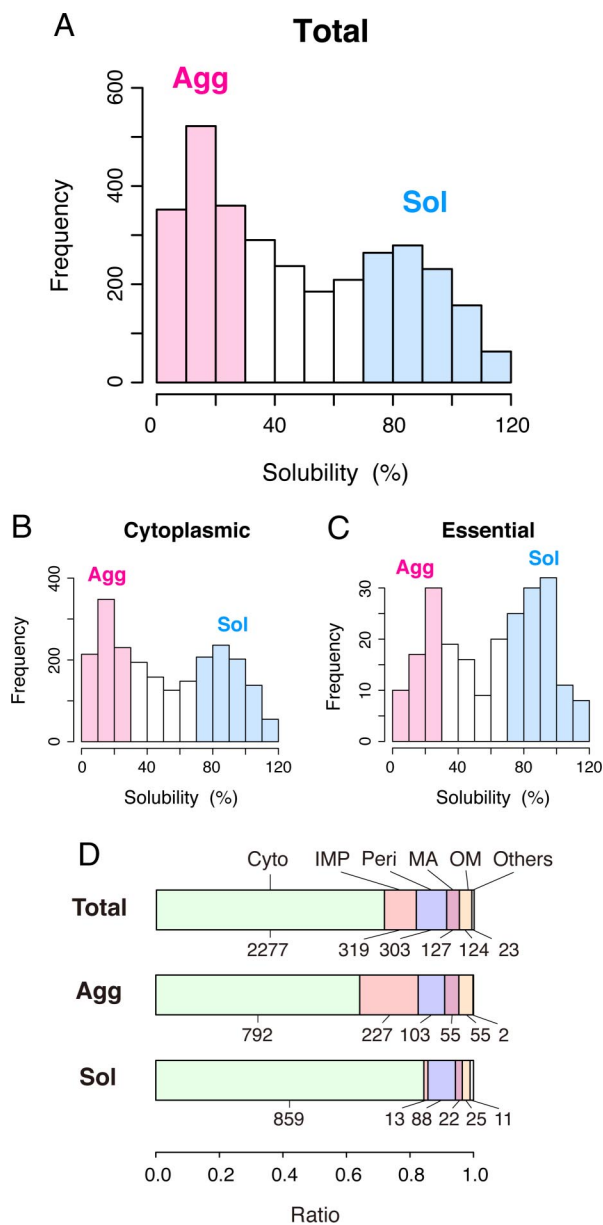 A
Total
Agg
Sol
600
400
200
0
Frequency
0 40 80 120
Solubility (%)
B
Cytoplasmic
Agg
Sol
400
200
0
Frequency
0 40 80 120
Solubility (%)
C
Essential
Agg
Sol
30
20
10
0
Frequency
0 40 80 120
Solubility (%)
D
Cyto IMP Peri MA OM Others
Total
2277 319 303 127 124 23
Agg
792 227 103 55 55 2
Sol
859 13 88 22 25 11
0.0 0.2 0.4 0.6 0.8 1.0
Ratio